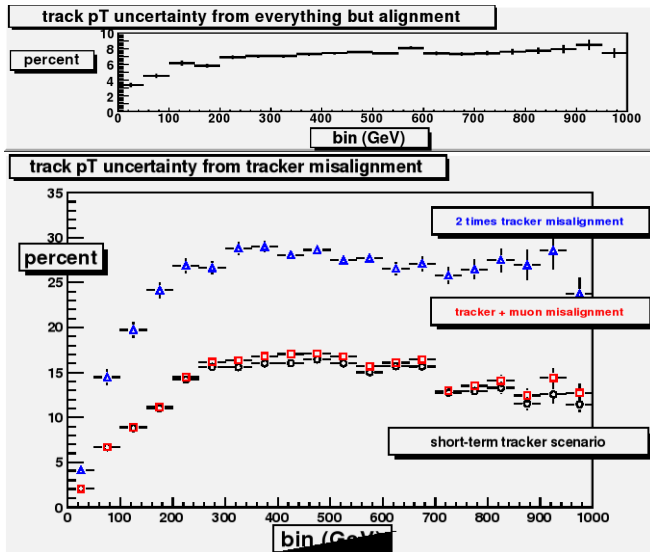 track pT uncertainty from everything but alignment
10
8
6
4
2
0
percent
0 100 200 300 400 500 600 700 800 900 1000
bin (GeV)
track pT uncertainty from tracker misalignment
35
30
25
20
15
10
5
0
percent
2 times tracker misalignment
tracker + muon misalignment
short-term tracker scenario
0 100 200 300 400 500 600 700 800 900 1000
bin (GeV)